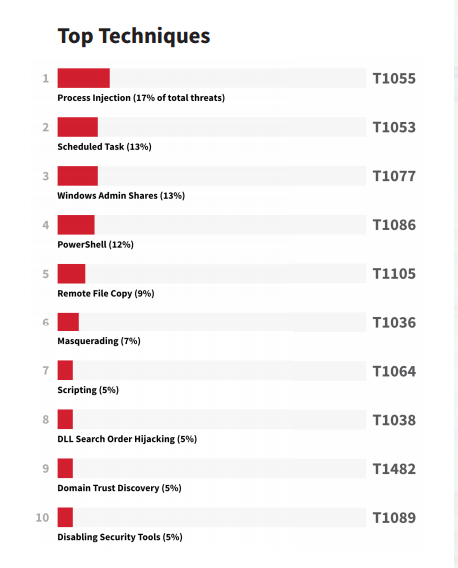 Top Techniques
1 T1055
Process Injection (17% of total threats)
2 T1053
Scheduled Task (13%)
3 T1077
Windows Admin Shares (13%)
4 T1086
PowerShell (12%)
5 T1105
Remote File Copy (9%)
6 T1036
Masquerading (7%)
7 T1064
Scripting (5%)
8 T1038
DLL Search Order Hijacking (5%)
9 T1482
Domain Trust Discovery (5%)
10 T1089
Disabling Security Tools (5%)